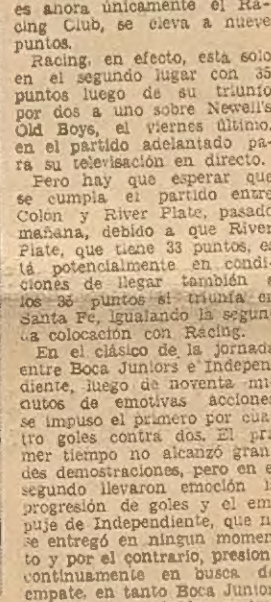 es ahora únicamente el Ra-
cing Club, se eleva a nueve
puntos.
Racing, en efecto, está solo
en el segundo lugar con 35
puntos luego de su triunfo
por dos a uno sobre Newell's
Old Boys, el viernes último,
en el partido adelantado pa-
ra su televisación en directo.
Pero hay que esperar que
se cumpla el partido entre
Colón y River Plate, pasado
mañana, debido a que River
Plate, que tiene 33 puntos, es
tá potencialmente en condi-
ciones de llegar también a
los 35 puntos si triunfa en
Santa Fe, igualando la segun-
da colocación con Racing.
En el clásico de la jornada
entre Boca Juniors e Indepen
diente, luego de noventa mi-
nutos de emotivas acciones
se impuso el primero por cua
tro goles contra dos. El pri
mer tiempo no alcanzó gran
des demostraciones, pero en e
segundo llevaron emoción l
progresión de goles y el em
puje de Independiente, que n
se entregó en ningún momen
to y por el contrario, presion
continuamente en busca de
empate, en tanto Boca Junior